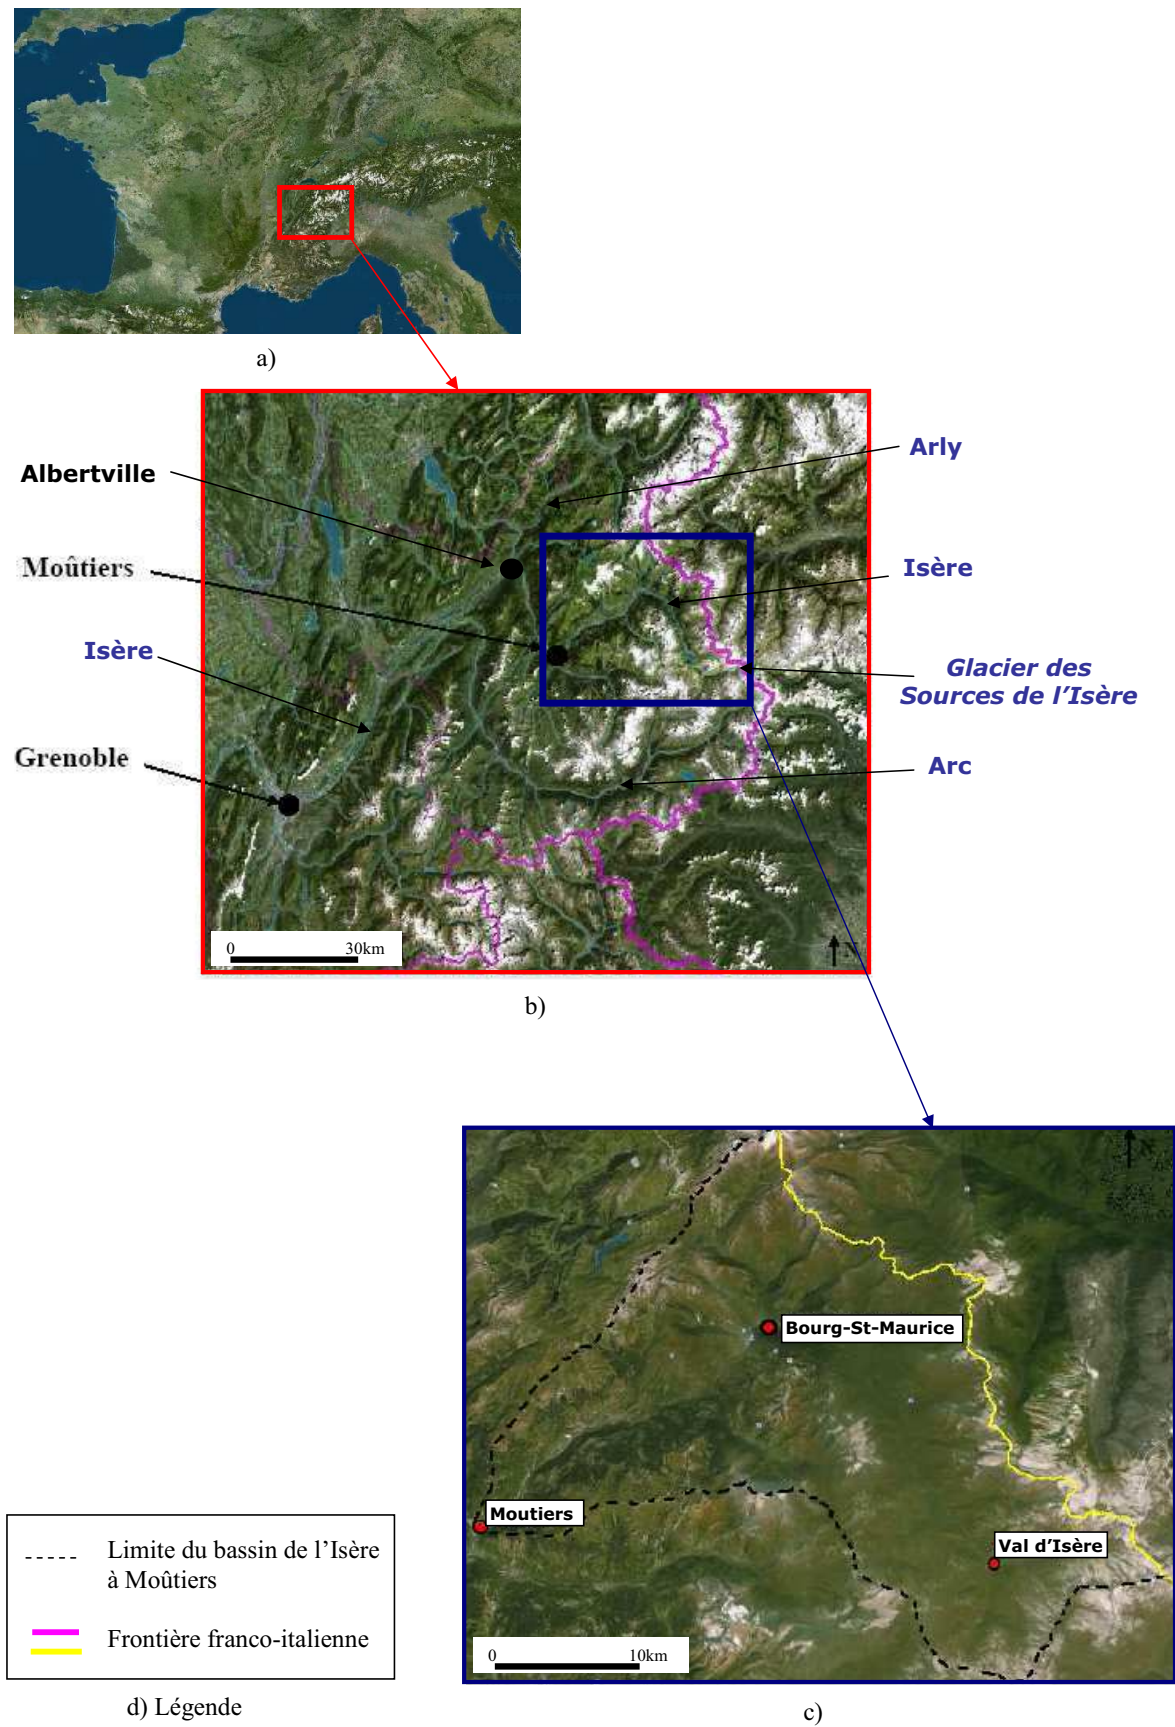 a)
Albertville
Moûtiers
Isère
Grenoble
Arly
Isère
Glacier des
Sources de l’Isère
Arc
0 30km
N
b)
Bourg-St-Maurice
Moutiers
Val d’Isère
0 10km
c)
Limite du bassin de l’Isère
à Moûtiers
Frontière franco-italienne
d) Légende